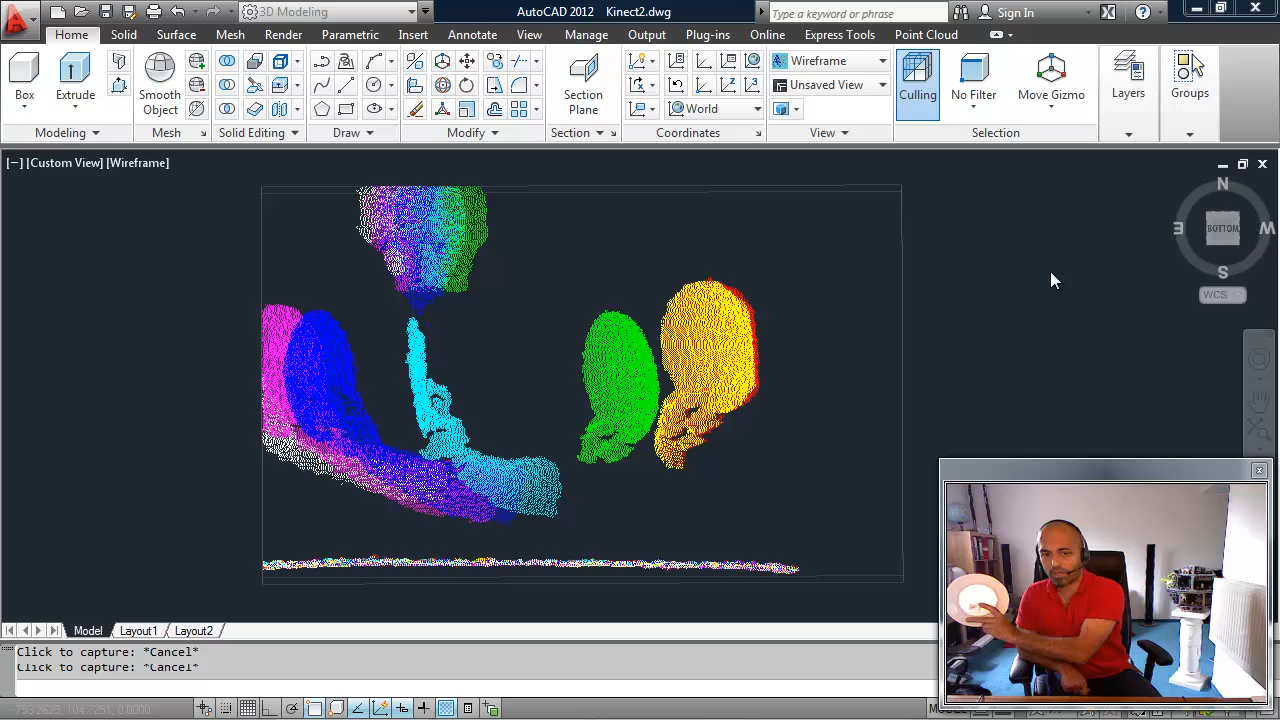 AutoCAD 2012 Kinect2.dwg
3D Modeling
Type a keyword or phrase
Sign In
Home Solid Surface Mesh Render Parametric Insert Annotate View Manage Output Plug-ins Online Express Tools Point Cloud
Box
Extrude
Smooth
Object
Section
Plane
World
Wireframe
Unsaved View
Culling
No Filter
Move Gizmo
Layers
Groups
Modeling Mesh Solid Editing Draw Modify Section Coordinates View Selection
[−] [Custom View] [Wireframe]
N
E BOTTOM W
S
WCS
Model Layout1 Layout2
Click to capture: *Cancel*
Click to capture: *Cancel*